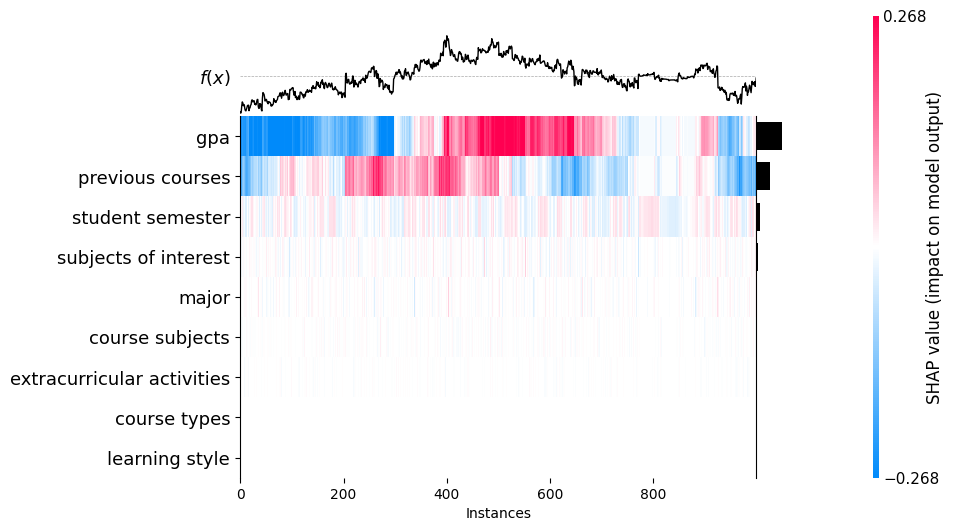 0.268
f(x)
gpa
previous courses
student semester
subjects of interest
major
course subjects
extracurricular activities
course types
learning style
SHAP value (impact on model output)
−0.268
0 200 400 600 800
Instances